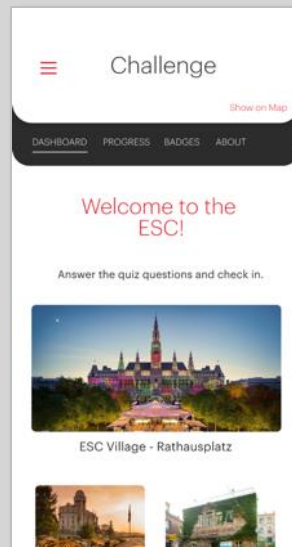 Challenge
Show on Map
DASHBOARD PROGRESS BADGES ABOUT
Welcome to the
ESC!
Answer the quiz questions and check in.
ESC Village - Rathausplatz